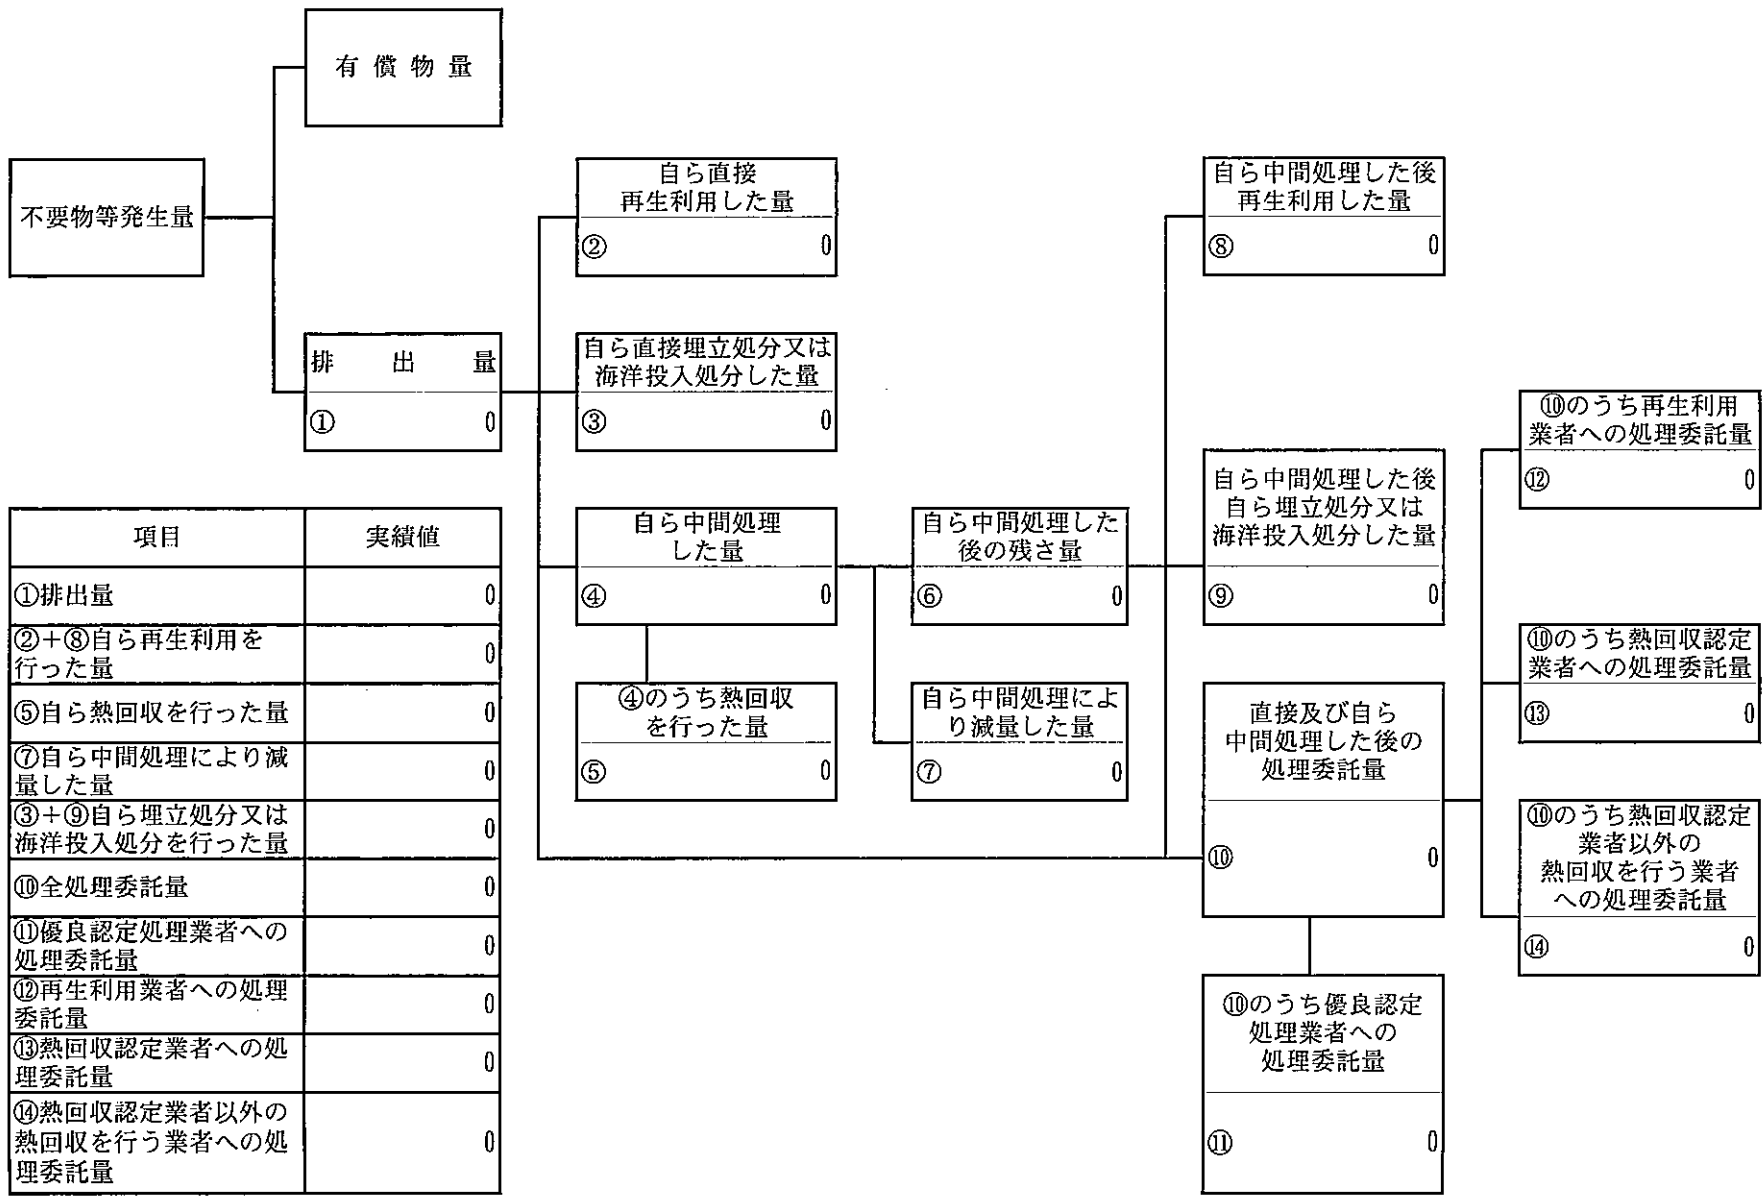 有償物量
不要物等発生量
排出量
① 0
自ら直接
再生利用した量
② 0
自ら直接埋立処分又は
海洋投入処分した量
③ 0
自ら中間処理
した量
④ 0
④のうち熱回収
を行った量
⑤ 0
自ら中間処理した
後の残さ量
⑥ 0
自ら中間処理によ
り減量した量
⑦ 0
自ら中間処理した後
再生利用した量
⑧ 0
自ら中間処理した後
自ら埋立処分又は
海洋投入処分した量
⑨ 0
直接及び自ら
中間処理した後の
処理委託量
⑩ 0
⑩のうち優良認定
処理業者への
処理委託量
⑪ 0
⑩のうち再生利用
業者への処理委託量
⑫ 0
⑩のうち熱回収認定
業者への処理委託量
⑬ 0
⑩のうち熱回収認定
業者以外の
熱回収を行う業者
への処理委託量
⑭ 0
項目 実績値
①排出量 0
②+⑧自ら再生利用を
行った量 0
⑤自ら熱回収を行った量 0
⑦自ら中間処理により減
量した量 0
③+⑨自ら埋立処分又は
海洋投入処分を行った量 0
⑩全処理委託量 0
⑪優良認定処理業者への
処理委託量 0
⑫再生利用業者への処理
委託量 0
⑬熱回収認定業者への処
理委託量 0
⑭熱回収認定業者以外の
熱回収を行う業者への処 0
理委託量